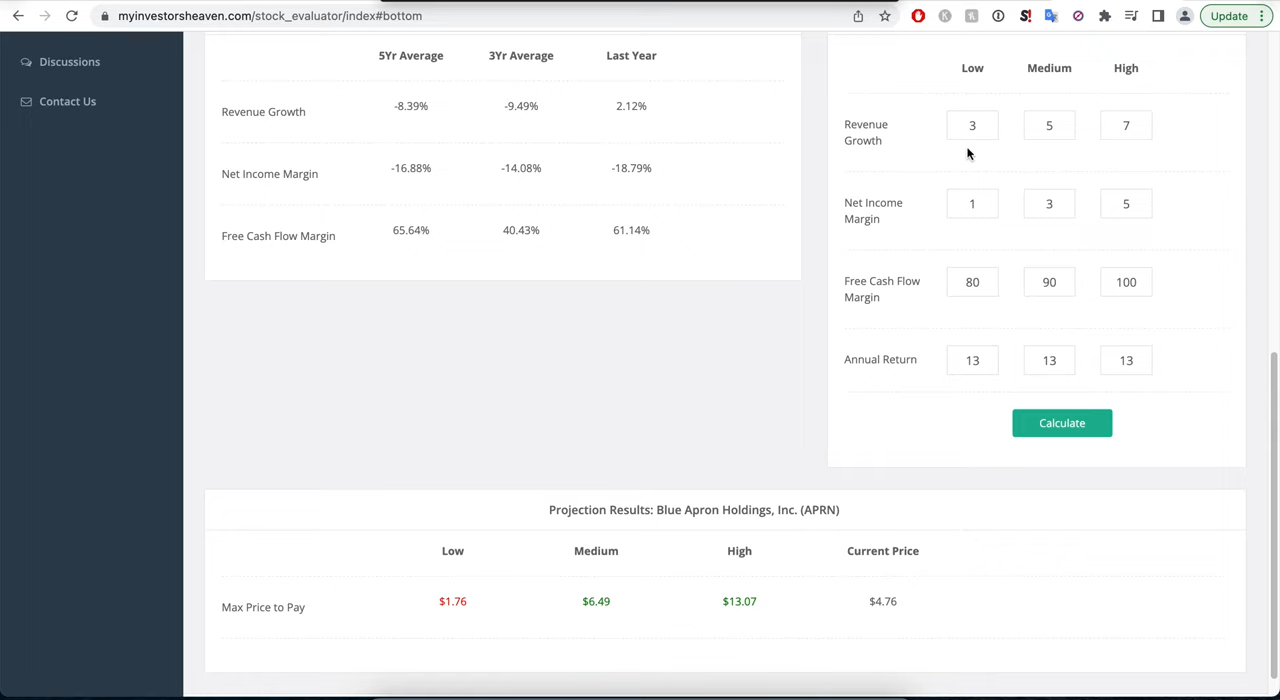 myinvestorsheaven.com/stock_evaluator/index#bottom
Update
Discussions
Contact Us
5Yr Average 3Yr Average Last Year
Revenue Growth -8.39% -9.49% 2.12%
Net Income Margin -16.88% -14.08% -18.79%
Free Cash Flow Margin 65.64% 40.43% 61.14%
Low Medium High
Revenue
Growth
3 5 7
Net Income
Margin
1 3 5
Free Cash Flow
Margin
80 90 100
Annual Return 13 13 13
Calculate
Projection Results: Blue Apron Holdings, Inc. (APRN)
Low Medium High Current Price
Max Price to Pay $1.76 $6.49 $13.07 $4.76